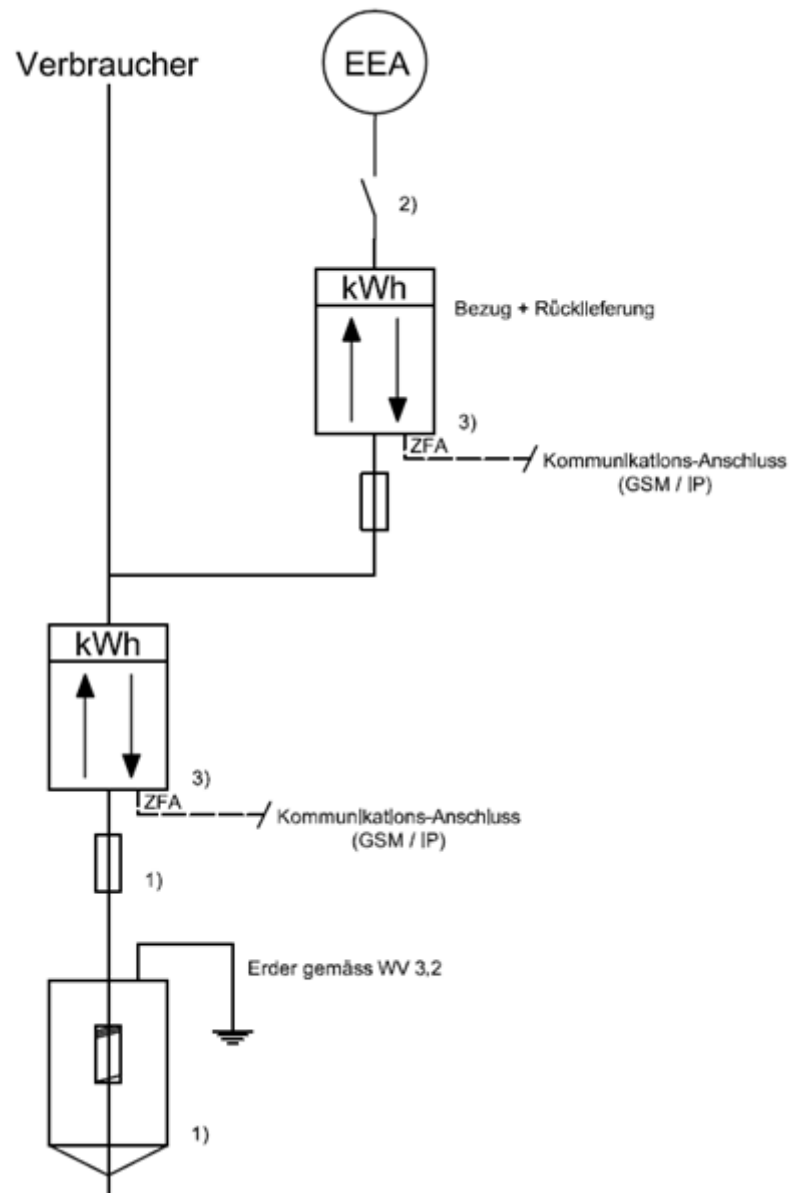 Verbraucher
EEA
2)
kWh
Bezug + Rücklieferung
3)
ZFA
Kommunikations-Anschluss
(GSM / IP)
kWh
3)
ZFA
Kommunikations-Anschluss
(GSM / IP)
1)
Erder gemäss WV 3,2
1)